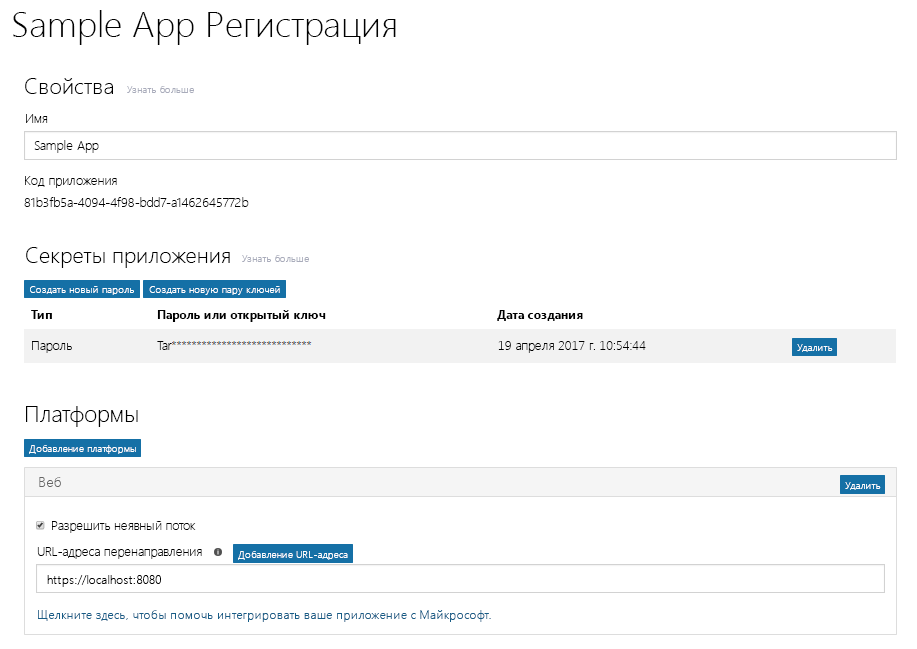 Sample App Регистрация
Свойства Узнать больше
Имя
Sample App
Код приложения
81b3fb5a-4094-4f98-bdd7-a1462645772b
Секреты приложения Узнать больше
Создать новый пароль Создать новую пару ключей
Тип Пароль или открытый ключ Дата создания
Пароль Tar**************************** 19 апреля 2017 г. 10:54:44 Удалить
Платформы
Добавление платформы
Веб Удалить
Разрешить неявный поток
URL-адреса перенаправления Добавление URL-адреса
https://localhost:8080
Щелкните здесь, чтобы помочь интегрировать ваше приложение с Майкрософт.